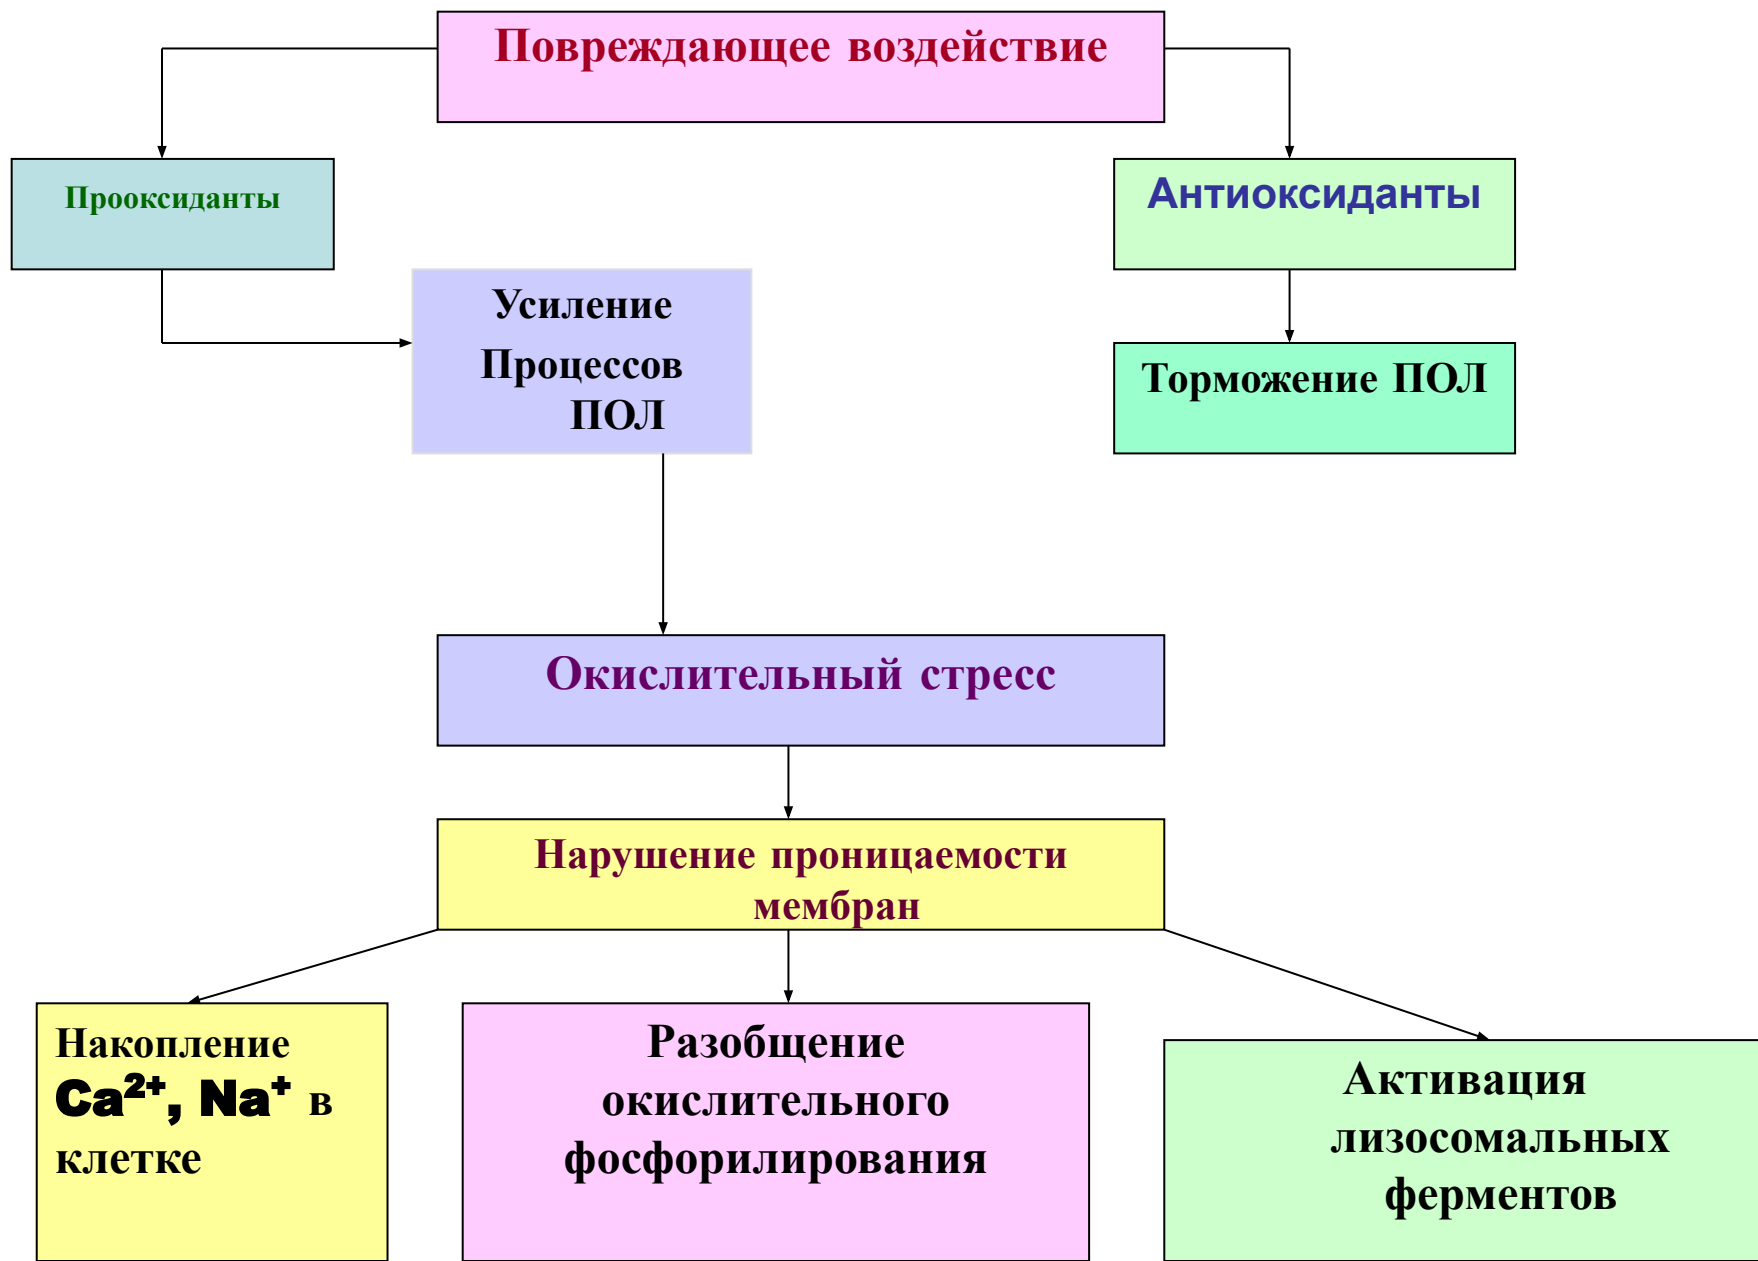 Повреждающее воздействие
Прооксиданты
Антиоксиданты
Усиление
Процессов
ПОЛ
Торможение ПОЛ
Окислительный стресс
Нарушение проницаемости
мембран
Накопление
Ca²⁺, Na⁺ в
клетке
Разобщение
окислительного
фосфорилирования
Активация
лизосомальных
ферментов